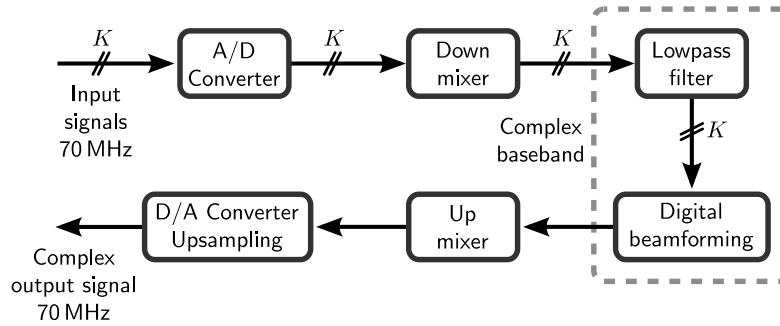 K
A/D
Converter
K
Down
mixer
K
Lowpass
filter
Input
signals
70 MHz
Complex
baseband
K
D/A Converter
Upsampling
Up
mixer
Digital
beamforming
Complex
output signal
70 MHz